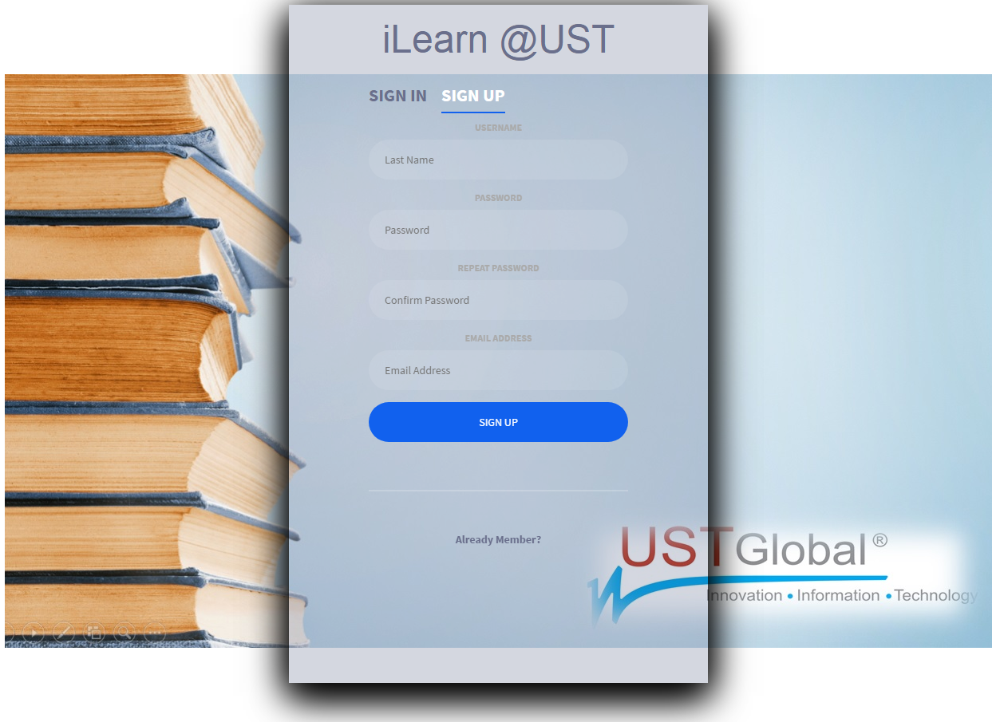 iLearn @UST
SIGN IN SIGN UP
USERNAME
Last Name
PASSWORD
Password
REPEAT PASSWORD
Confirm Password
EMAIL ADDRESS
Email Address
SIGN UP
Already Member?
USTGlobal®
Innovation • Information • Technology